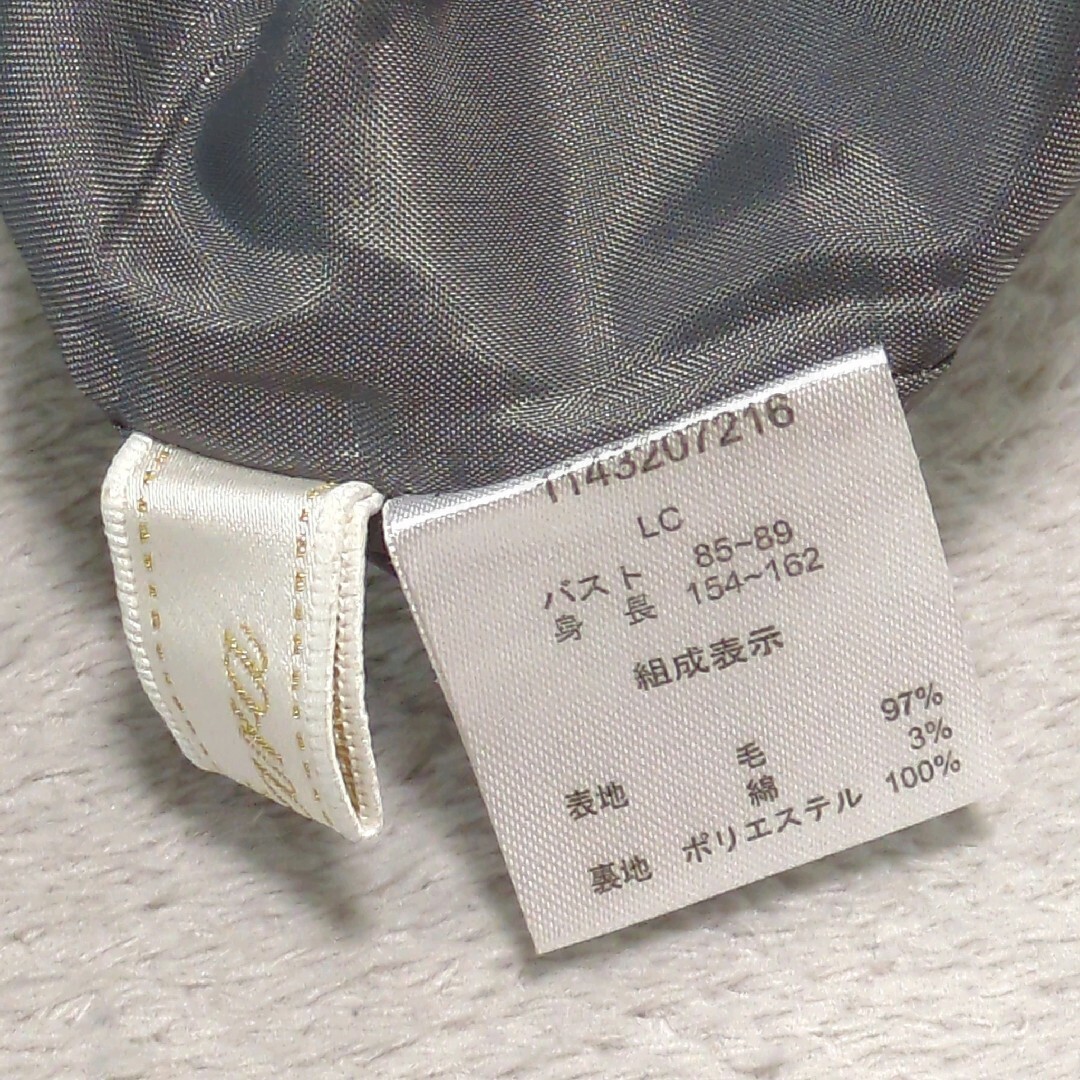 1143207216
LC
バスト 85~89
身長 154~162
組成表示
表地 毛 97%
綿 3%
裏地 ポリエステル 100%